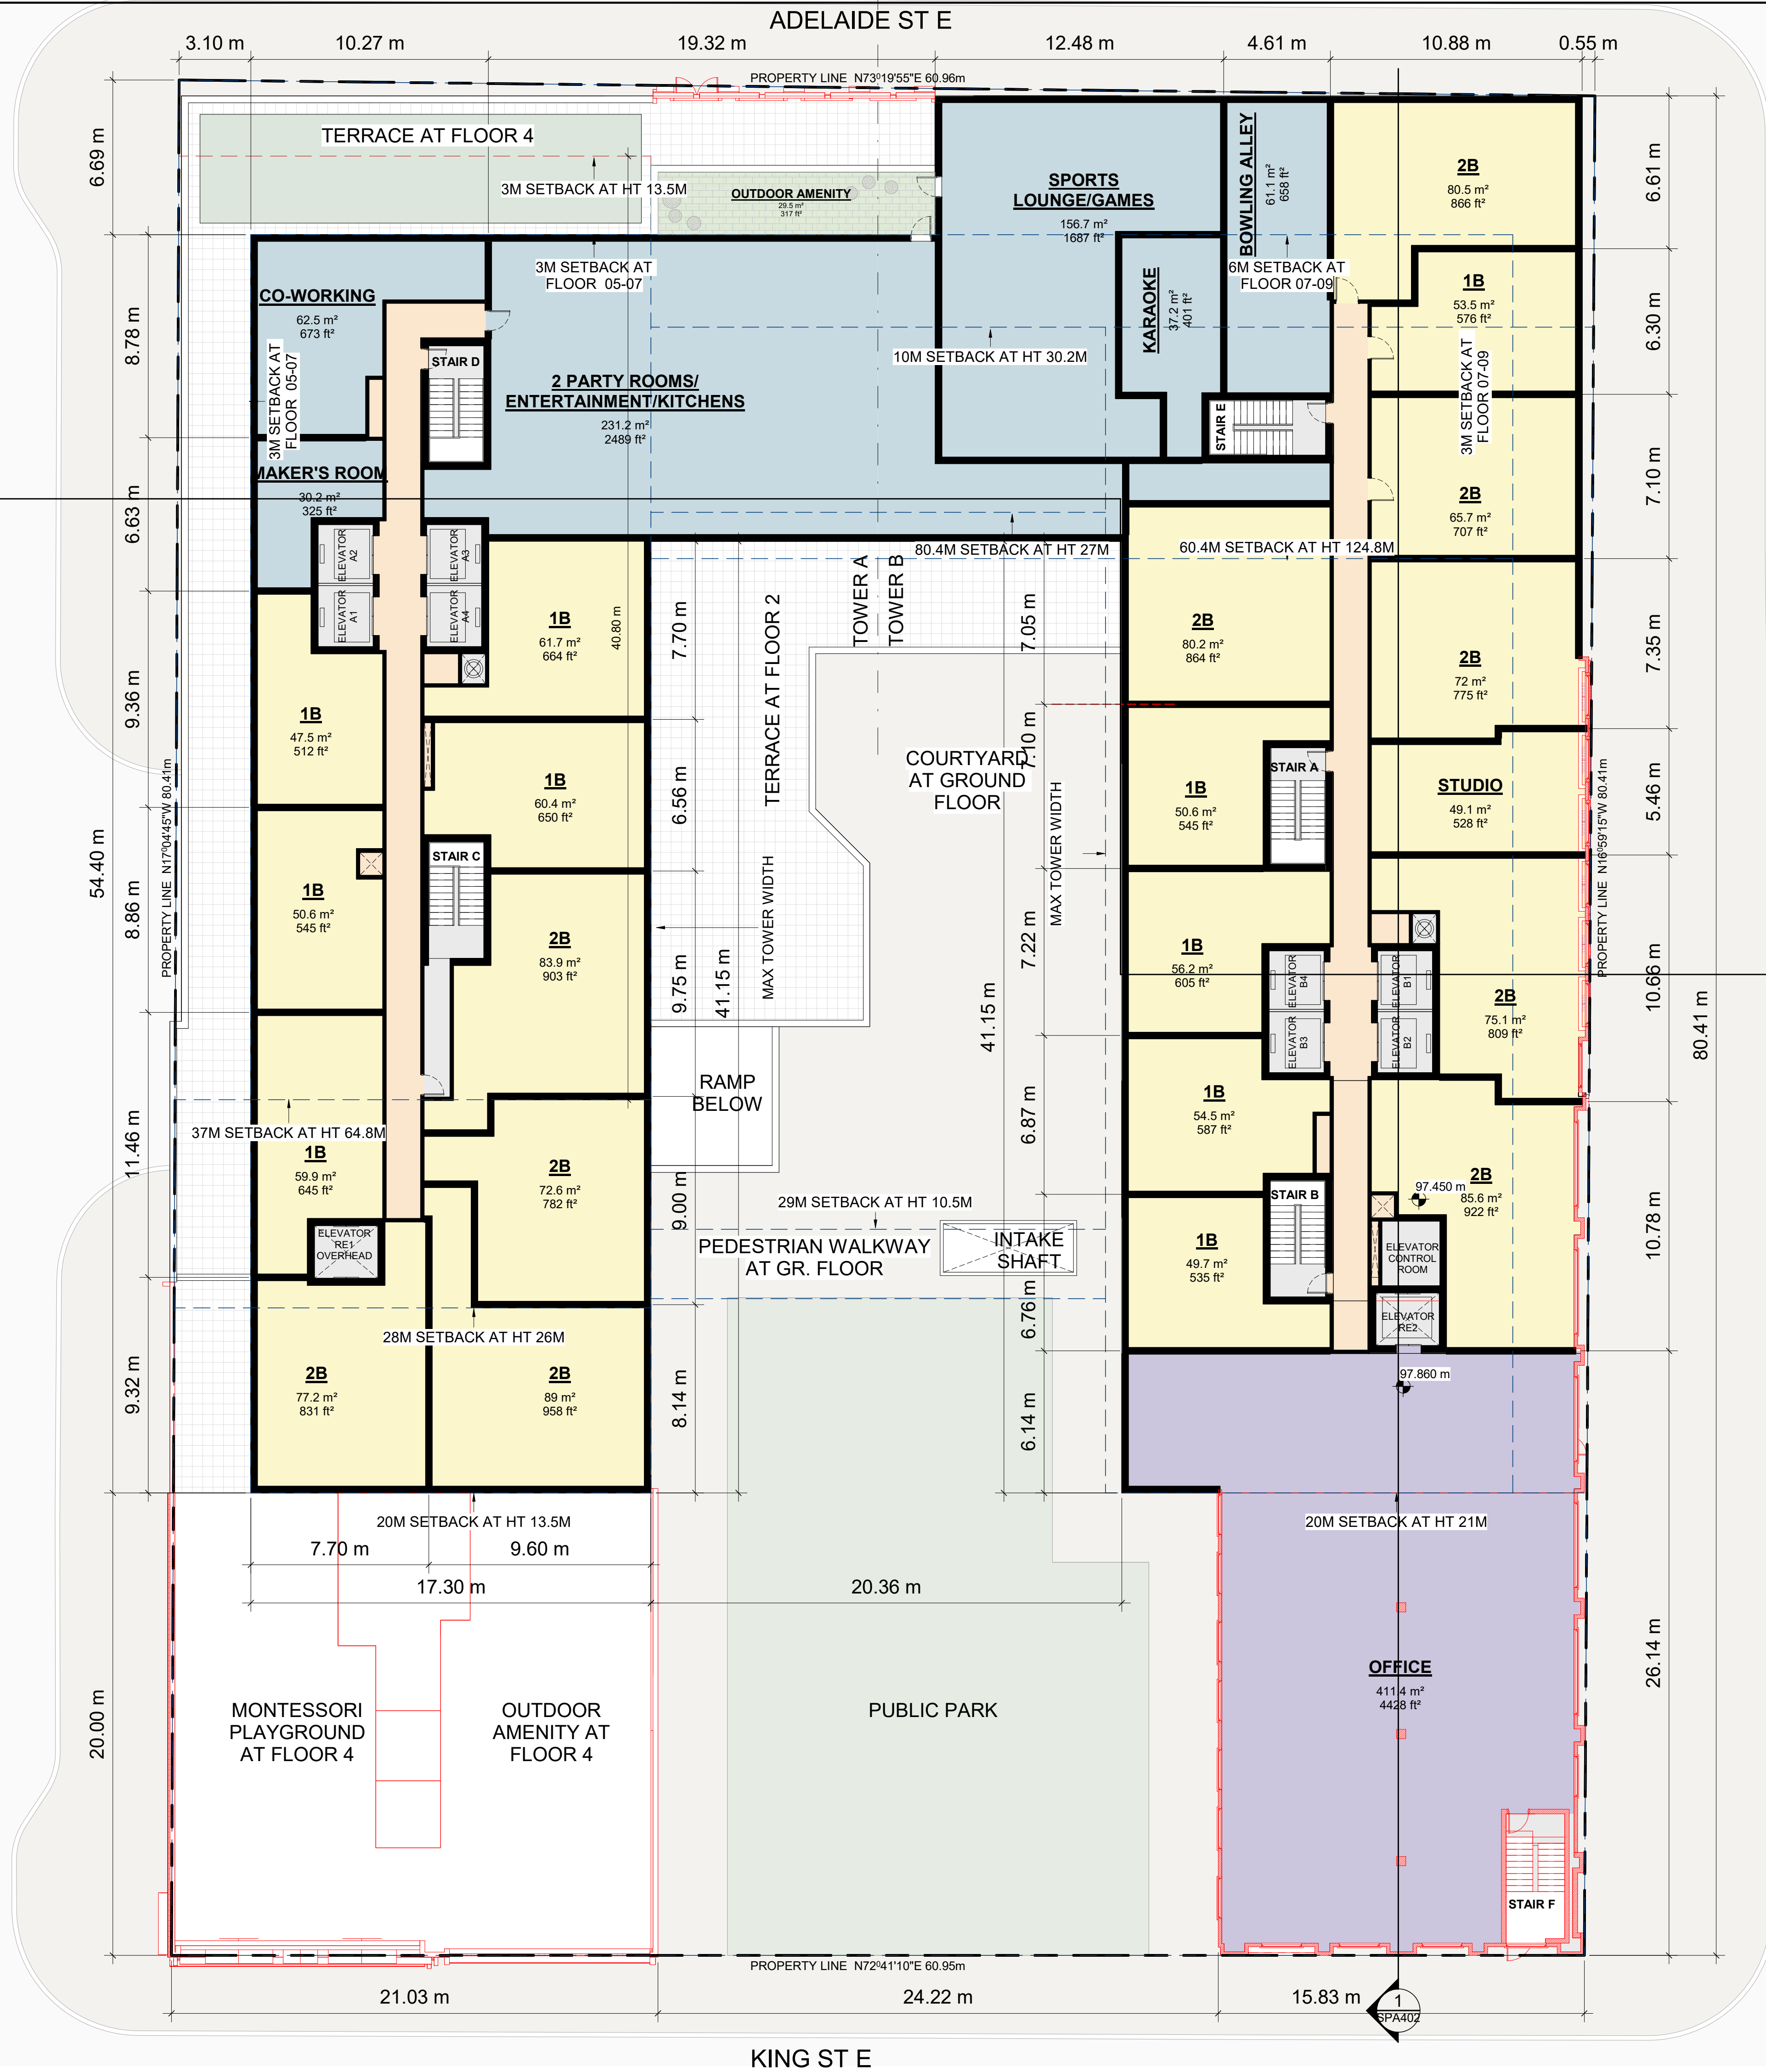 ADELAIDE ST E
3.10 m
10.27 m
19.32 m
12.48 m
4.61 m
10.88 m
0.55 m
PROPERTY LINE N73°19'55"E 60.96m
TERRACE AT FLOOR 4
3M SETBACK AT HT 13.5M
OUTDOOR AMENITY
29.5 m²
317 ft²
3M SETBACK AT
FLOOR 05-07
SPORTS
LOUNGE/GAMES
156.7 m²
1687 ft²
BOWLING ALLEY
61.1 m²
658 ft²
6M SETBACK AT
FLOOR 07-09
KARAOKE
37.2 m²
401 ft²
10M SETBACK AT HT 30.2M
2B
80.5 m²
866 ft²
1B
53.5 m²
576 ft²
3M SETBACK AT
FLOOR 07-09
2B
65.7 m²
707 ft²
2B
72 m²
775 ft²
STUDIO
49.1 m²
528 ft²
2B
75.1 m²
809 ft²
2B
85.6 m²
922 ft²
97.450 m
6.69 m
8.78 m
6.63 m
9.36 m
54.40 m
8.86 m
11.46 m
9.32 m
20.00 m
PROPERTY LINE N17°04'45"W 80.41m
CO-WORKING
62.5 m²
673 ft²
3M SETBACK AT
FLOOR 05-07
MAKER'S ROOM
30.2 m²
325 ft²
STAIR D
2 PARTY ROOMS/
ENTERTAINMENT/KITCHENS
231.2 m²
2489 ft²
ELEVATOR
A2
ELEVATOR
A3
ELEVATOR
A1
ELEVATOR
A4
1B
61.7 m²
664 ft²
40.80 m
1B
47.5 m²
512 ft²
1B
60.4 m²
650 ft²
STAIR C
1B
50.6 m²
545 ft²
2B
83.9 m²
903 ft²
37M SETBACK AT HT 64.8M
1B
59.9 m²
645 ft²
2B
72.6 m²
782 ft²
ELEVATOR
RE1
OVERHEAD
28M SETBACK AT HT 26M
2B
77.2 m²
831 ft²
2B
89 m²
958 ft²
7.70 m
6.56 m
9.75 m
9.00 m
8.14 m
41.15 m
TERRACE AT FLOOR 2
MAX TOWER WIDTH
TOWER A
TOWER B
80.4M SETBACK AT HT 27M
60.4M SETBACK AT HT 124.8M
COURTYARD
AT GROUND
FLOOR
RAMP
BELOW
29M SETBACK AT HT 10.5M
PEDESTRIAN WALKWAY
AT GR. FLOOR
INTAKE
SHAFT
7.05 m
7.10 m
7.22 m
6.87 m
6.76 m
6.14 m
41.15 m
MAX TOWER WIDTH
STAIR E
2B
80.2 m²
864 ft²
STAIR A
1B
50.6 m²
545 ft²
1B
56.2 m²
605 ft²
ELEVATOR
B4
ELEVATOR
B1
ELEVATOR
B3
ELEVATOR
B2
1B
54.5 m²
587 ft²
STAIR B
1B
49.7 m²
535 ft²
ELEVATOR
CONTROL
ROOM
ELEVATOR
RE2
97.860 m
6.61 m
6.30 m
7.10 m
7.35 m
5.46 m
10.66 m
10.78 m
26.14 m
80.41 m
PROPERTY LINE N16°59'15"W 80.41m
20M SETBACK AT HT 13.5M
20M SETBACK AT HT 21M
7.70 m
9.60 m
17.30 m
20.36 m
MONTESSORI
PLAYGROUND
AT FLOOR 4
OUTDOOR
AMENITY AT
FLOOR 4
PUBLIC PARK
OFFICE
411.4 m²
4428 ft²
STAIR F
PROPERTY LINE N72°41'10"E 60.95m
21.03 m
24.22 m
15.83 m
1
SPA402
KING ST E